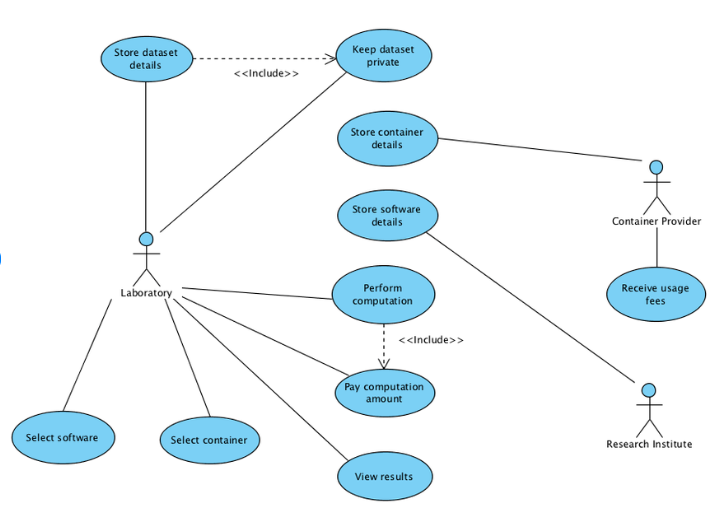 Store dataset
details
<<Include>>
Keep dataset
private
Store container
details
Container Provider
Store software
details
Laboratory
Perform
computation
Receive usage
fees
<<Include>>
Pay computation
amount
Select software
Select container
Research Institute
View results